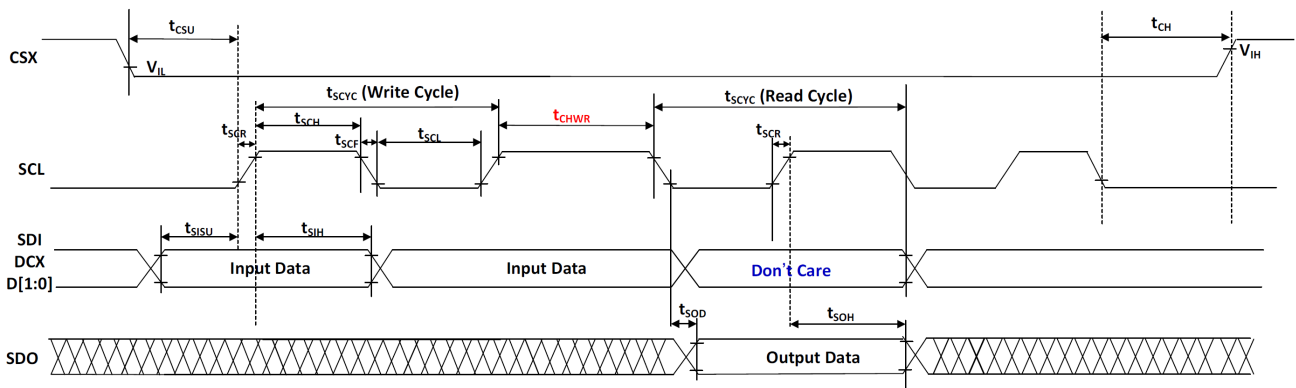 tCSU
tCH
CSX
VIL
VIH
tSCYC (Write Cycle)
tSCYC (Read Cycle)
tSCH
tCHWR
tSCR
tSCF
tSCL
tSCR
SCL
SDI
DCX
D[1:0]
tSISU
tSIH
Input Data
Input Data
Don't Care
tSOD
tSOH
SDO
Output Data